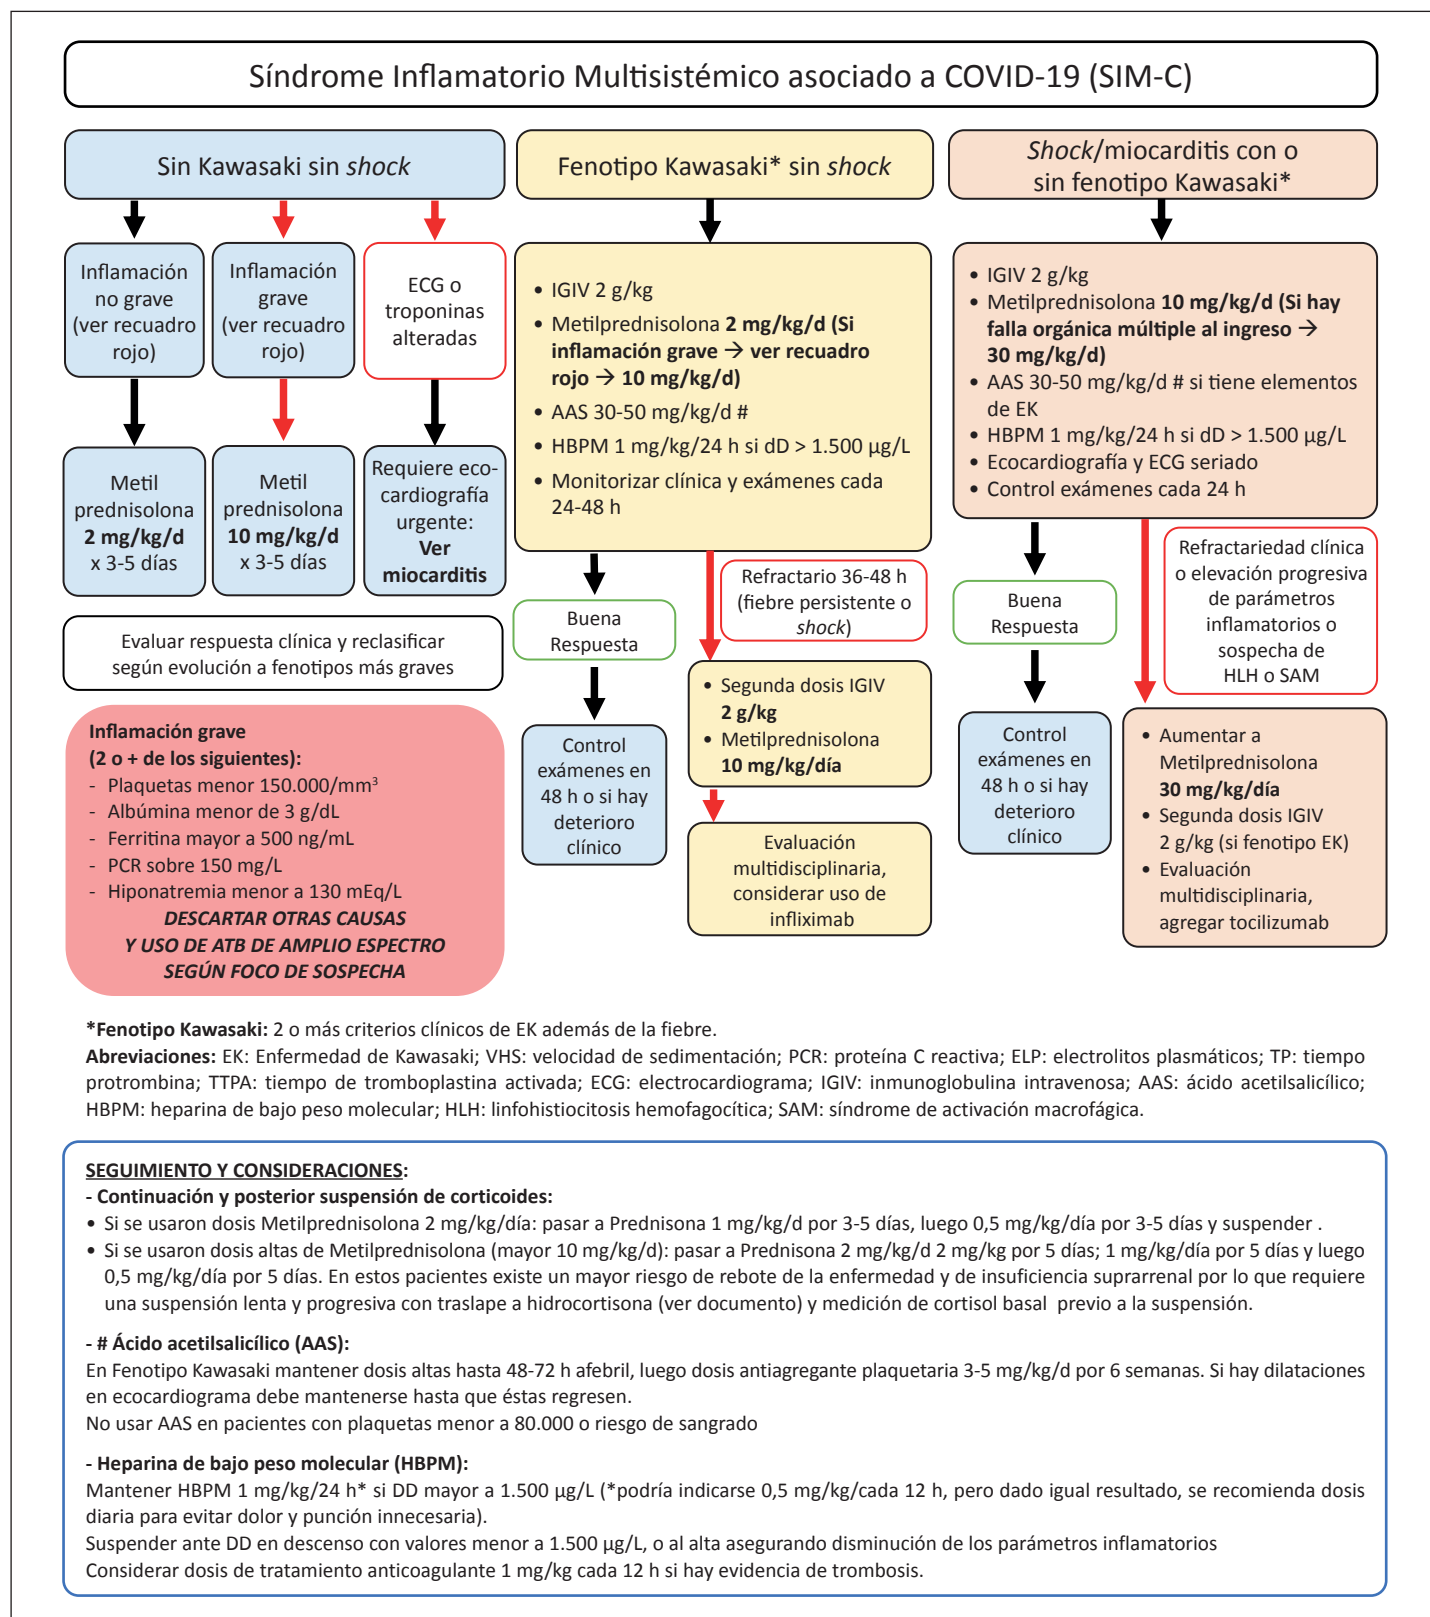 Síndrome Inflamatorio Multisistémico asociado a COVID-19 (SIM-C)
Sin Kawasaki sin shock
Inflamación
no grave
(ver recuadro
rojo)
Inflamación
grave
(ver recuadro
rojo)
ECG o
troponinas
alteradas
Metil
prednisolona
2 mg/kg/d
x 3-5 días
Metil
prednisolona
10 mg/kg/d
x 3-5 días
Requiere eco-
cardiografía
urgente:
Ver
miocarditis
Evaluar respuesta clínica y reclasificar
según evolución a fenotipos más graves
Inflamación grave
(2 o + de los siguientes):
- Plaquetas menor 150.000/mm³
- Albúmina menor de 3 g/dL
- Ferritina mayor a 500 ng/mL
- PCR sobre 150 mg/L
- Hiponatremia menor a 130 mEq/L
DESCARTAR OTRAS CAUSAS
Y USO DE ATB DE AMPLIO ESPECTRO
SEGÚN FOCO DE SOSPECHA
Fenotipo Kawasaki* sin shock
• IGIV 2 g/kg
• Metilprednisolona 2 mg/kg/d (Si
inflamación grave → ver recuadro
rojo → 10 mg/kg/d)
• AAS 30-50 mg/kg/d #
• HBPM 1 mg/kg/24 h si dD > 1.500 µg/L
• Monitorizar clínica y exámenes cada
24-48 h
Buena
Respuesta
Refractario 36-48 h
(fiebre persistente o
shock)
Control
exámenes en
48 h o si hay
deterioro
clínico
• Segunda dosis IGIV
2 g/kg
• Metilprednisolona
10 mg/kg/día
Evaluación
multidisciplinaria,
considerar uso de
infliximab
Shock/miocarditis con o
sin fenotipo Kawasaki*
• IGIV 2 g/kg
• Metilprednisolona 10 mg/kg/d (Si hay
falla orgánica múltiple al ingreso →
30 mg/kg/d)
• AAS 30-50 mg/kg/d # si tiene elementos
de EK
• HBPM 1 mg/kg/24 h si dD > 1.500 µg/L
• Ecocardiografía y ECG seriado
• Control exámenes cada 24 h
Buena
Respuesta
Refractariedad clínica
o elevación progresiva
de parámetros
inflamatorios o
sospecha de
HLH o SAM
Control
exámenes en
48 h o si hay
deterioro
clínico
• Aumentar a
Metilprednisolona
30 mg/kg/día
• Segunda dosis IGIV
2 g/kg (si fenotipo EK)
• Evaluación
multidisciplinaria,
agregar tocilizumab
*Fenotipo Kawasaki: 2 o más criterios clínicos de EK además de la fiebre.
Abreviaciones: EK: Enfermedad de Kawasaki; VHS: velocidad de sedimentación; PCR: proteína C reactiva; ELP: electrolitos plasmáticos; TP: tiempo
protrombina; TTPA: tiempo de tromboplastina activada; ECG: electrocardiograma; IGIV: inmunoglobulina intravenosa; AAS: ácido acetilsalicílico;
HBPM: heparina de bajo peso molecular; HLH: linfohistiocitosis hemofagocítica; SAM: síndrome de activación macrofágica.
SEGUIMIENTO Y CONSIDERACIONES:
- Continuación y posterior suspensión de corticoides:
• Si se usaron dosis Metilprednisolona 2 mg/kg/día: pasar a Prednisona 1 mg/kg/d por 3-5 días, luego 0,5 mg/kg/día por 3-5 días y suspender .
• Si se usaron dosis altas de Metilprednisolona (mayor 10 mg/kg/d): pasar a Prednisona 2 mg/kg/d 2 mg/kg por 5 días; 1 mg/kg/día por 5 días y luego
0,5 mg/kg/día por 5 días. En estos pacientes existe un mayor riesgo de rebote de la enfermedad y de insuficiencia suprarrenal por lo que requiere
una suspensión lenta y progresiva con traslape a hidrocortisona (ver documento) y medición de cortisol basal previo a la suspensión.
- # Ácido acetilsalicílico (AAS):
En Fenotipo Kawasaki mantener dosis altas hasta 48-72 h afebril, luego dosis antiagregante plaquetaria 3-5 mg/kg/d por 6 semanas. Si hay dilataciones
en ecocardiograma debe mantenerse hasta que éstas regresen.
No usar AAS en pacientes con plaquetas menor a 80.000 o riesgo de sangrado
- Heparina de bajo peso molecular (HBPM):
Mantener HBPM 1 mg/kg/24 h* si DD mayor a 1.500 µg/L (*podría indicarse 0,5 mg/kg/cada 12 h, pero dado igual resultado, se recomienda dosis
diaria para evitar dolor y punción innecesaria).
Suspender ante DD en descenso con valores menor a 1.500 µg/L, o al alta asegurando disminución de los parámetros inflamatorios
Considerar dosis de tratamiento anticoagulante 1 mg/kg cada 12 h si hay evidencia de trombosis.